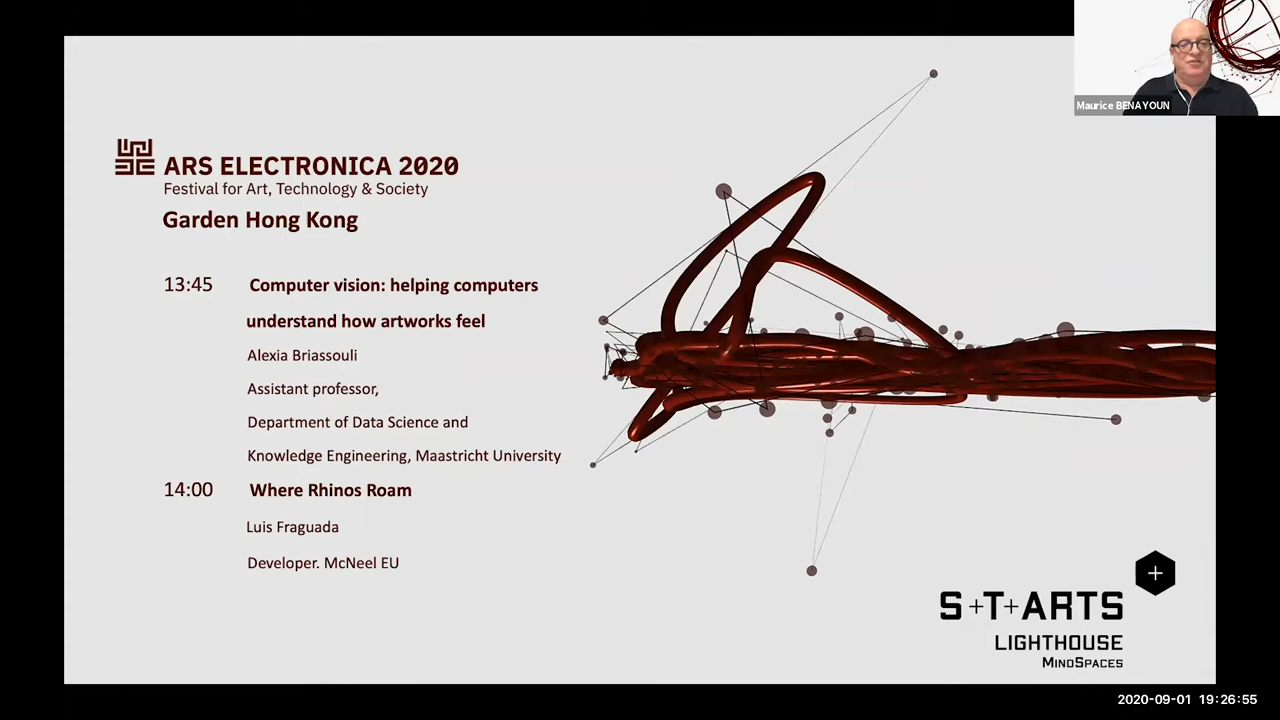 Maurice BENAYOUN
ARS ELECTRONICA 2020
Festival for Art, Technology & Society
Garden Hong Kong
13:45 Computer vision: helping computers
understand how artworks feel
Alexia Briassouli
Assistant professor,
Department of Data Science and
Knowledge Engineering, Maastricht University
14:00 Where Rhinos Roam
Luis Fraguada
Developer. McNeel EU
S+T+ARTS
LIGHTHOUSE
MINDSPACES
2020-09-01 19:26:55